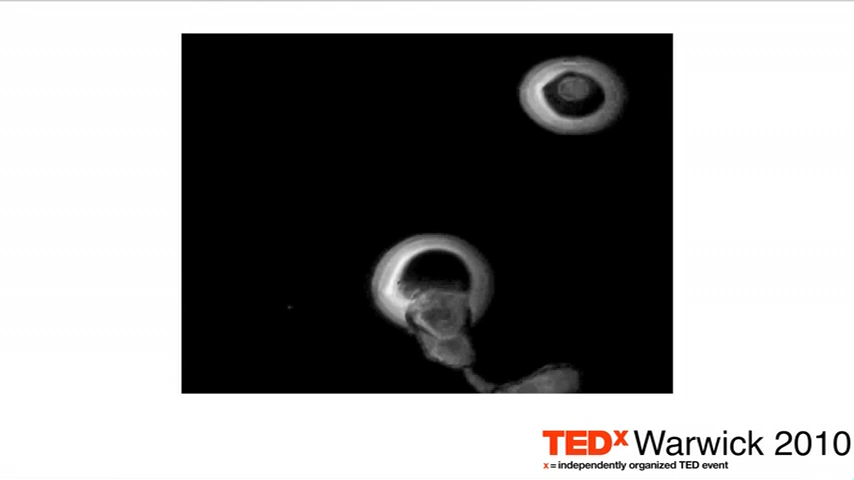 TEDx Warwick 2010
x = independently organized TED event